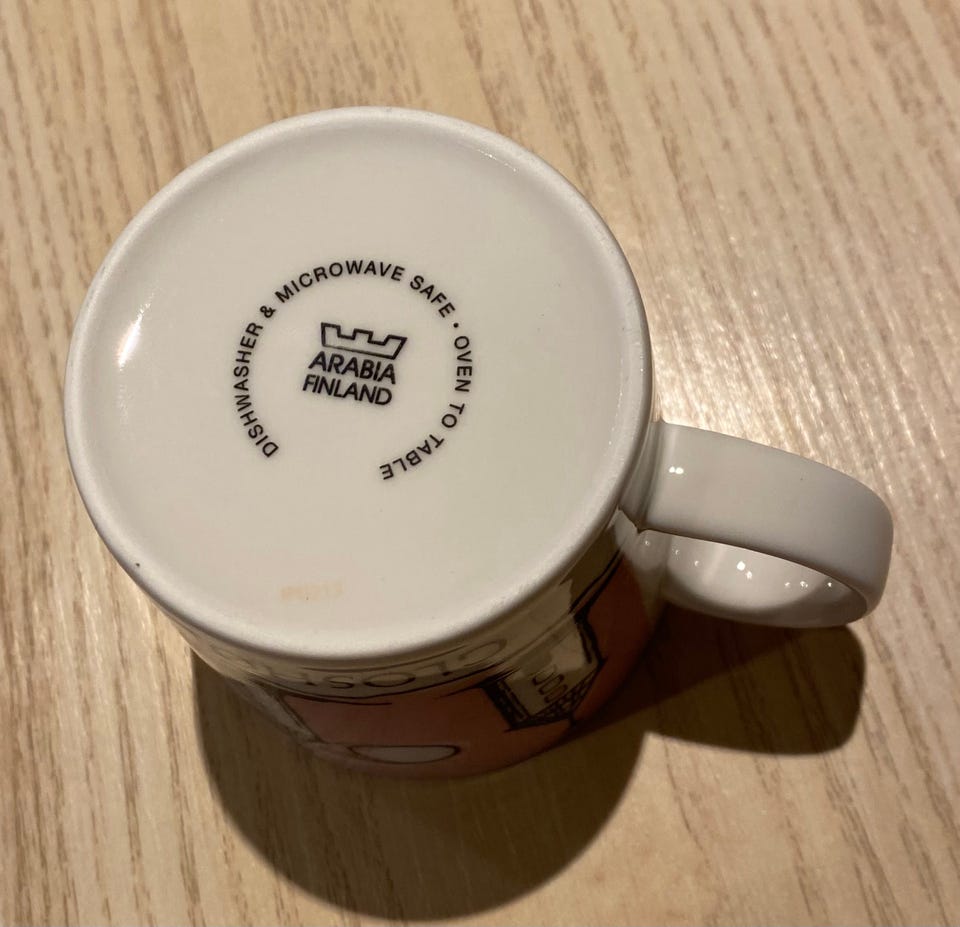 DISHWASHER & MICROWAVE SAFE • OVEN TO TABLE
ARABIA
FINLAND